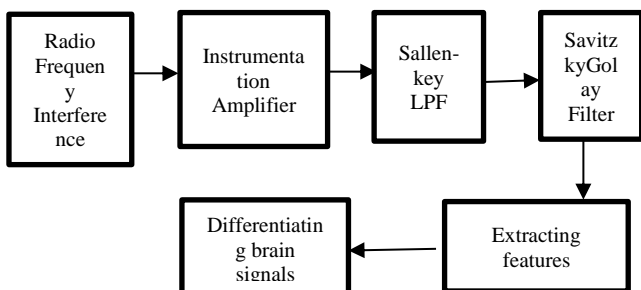 Radio
Frequen
y
Interfere
nce
Instrumenta
tion
Amplifier
Sallen-
key
LPF
Savitz
kyGol
ay
Filter
Extracting
features
Differentiatin
g brain
signals